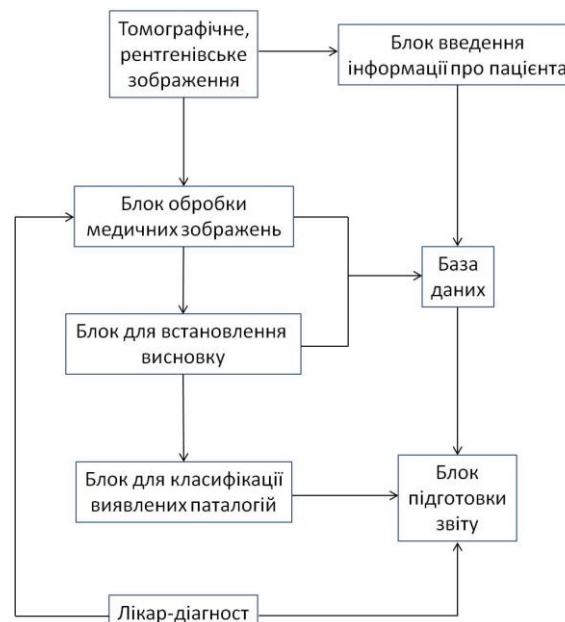 Томографічне,
рентгенівське
зображення
Блок введення
інформації про пацієнта
Блок обробки
медичних зображень
База
даних
Блок для встановлення
висновку
Блок для класифікації
виявлених паталогій
Блок
підготовки
звіту
Лікар-діагност